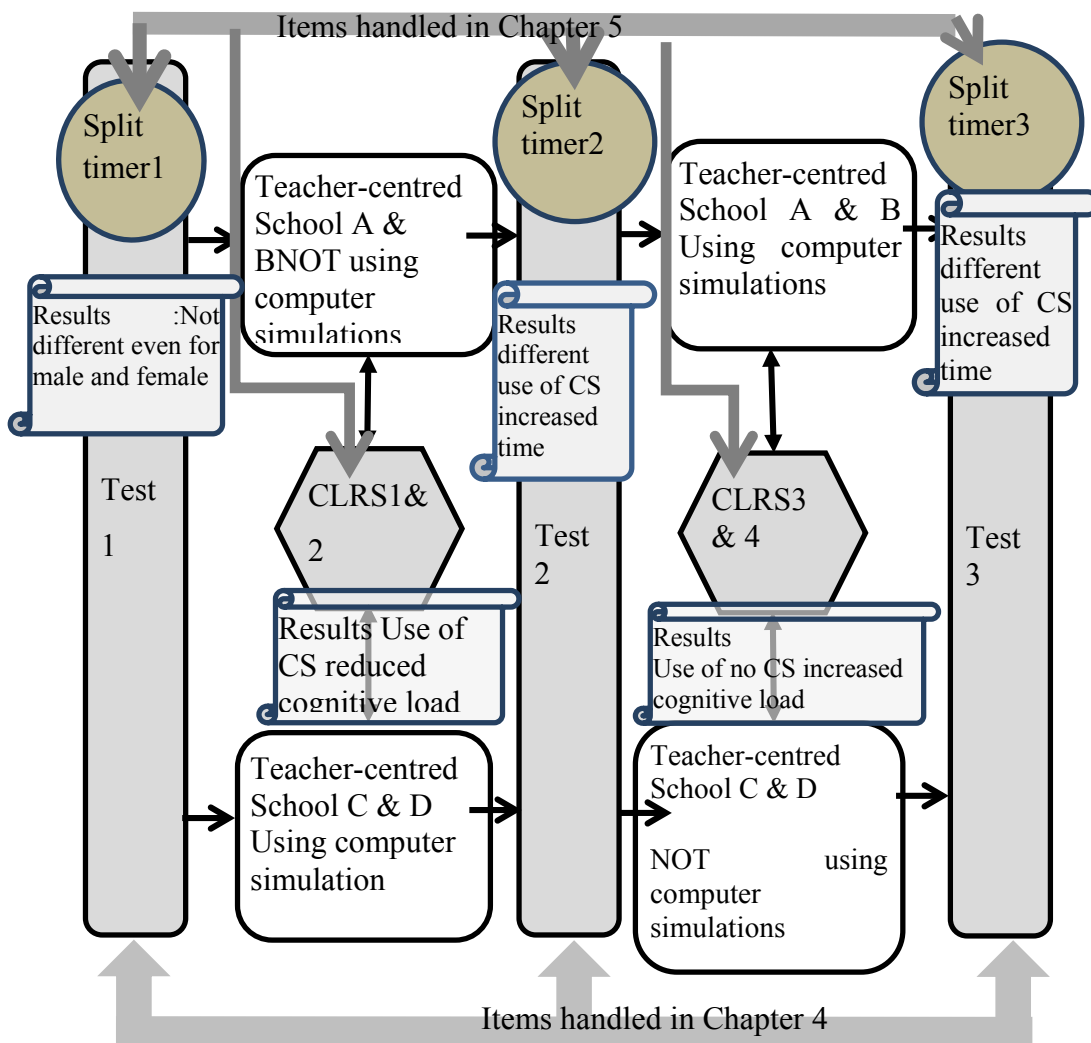 Items handled in Chapter 5
Split
timer1
Split
timer2
Split
timer3
Teacher-centred
School A &
BNOT using
computer
simulations
Teacher-centred
School A & B
Using computer
simulations
Results :Not
different even for
male and female
Results
different
use of CS
increased
time
Results
different
use of CS
increased
time
Test
1
CLRS1&
2
Test
2
CLRS3
& 4
Test
3
Results Use of
CS reduced
cognitive load
Results
Use of no CS increased
cognitive load
Teacher-centred
School C & D
Using computer
simulation
Teacher-centred
School C & D
NOT using
computer
simulations
Items handled in Chapter 4